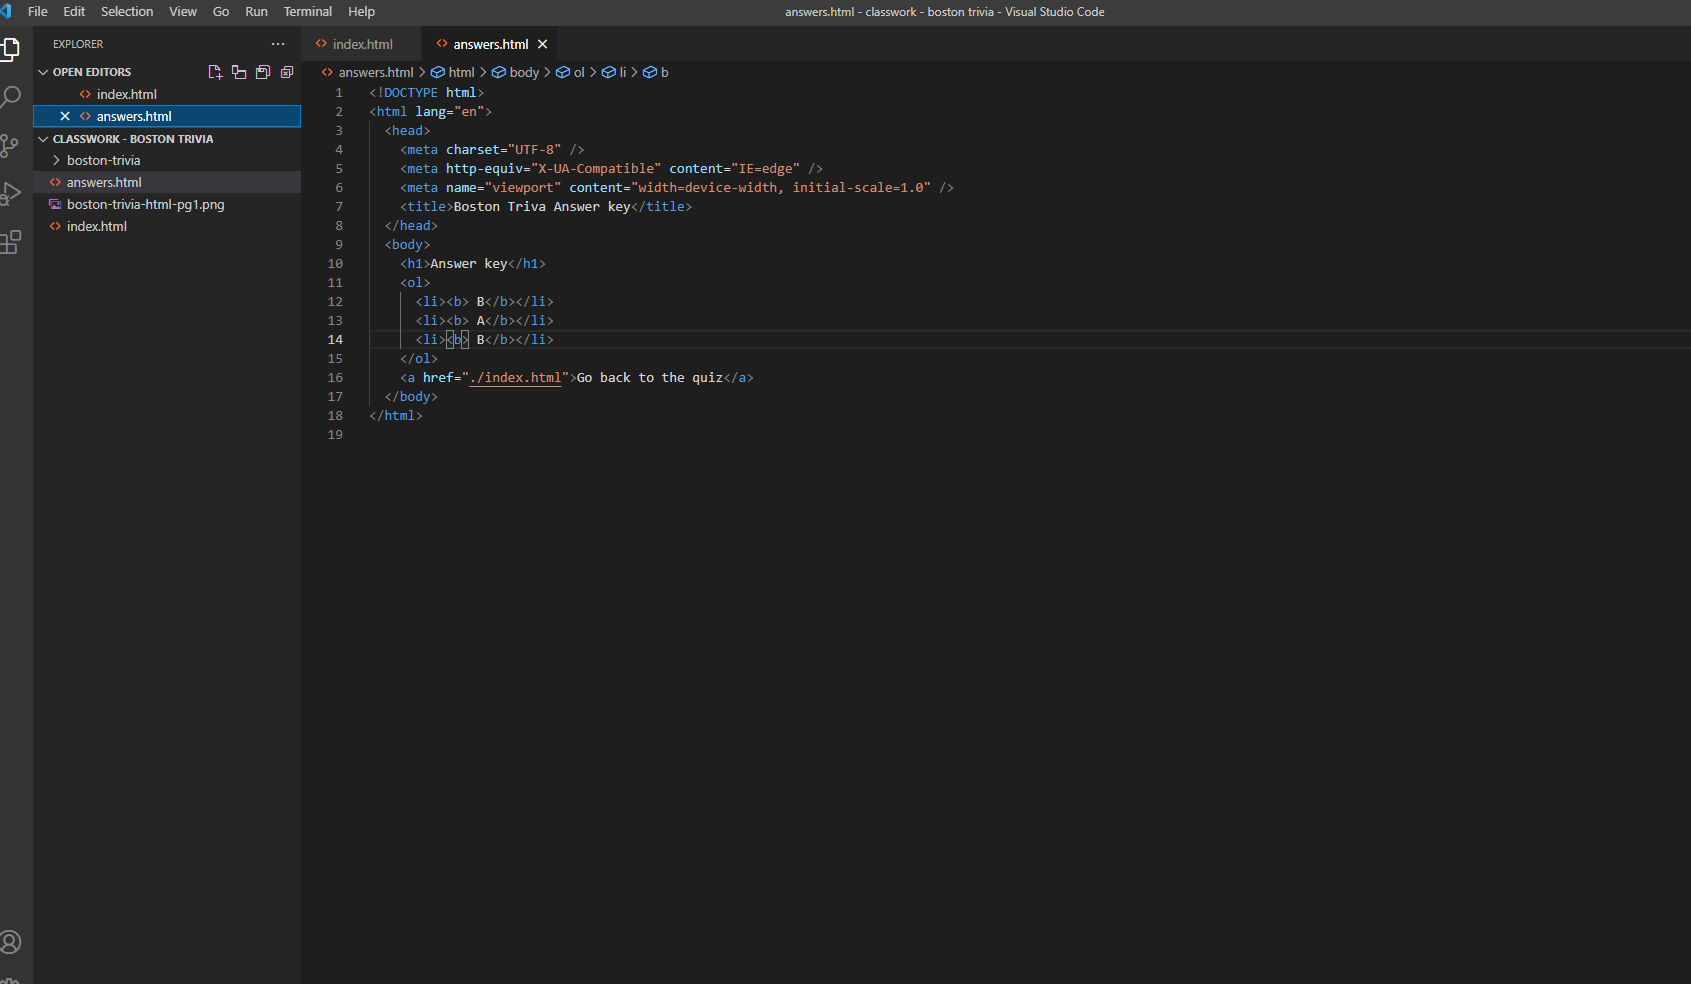 File Edit Selection View Go Run Terminal Help
answers.html - classwork - boston trivia - Visual Studio Code
EXPLORER
OPEN EDITORS
index.html
answers.html
CLASSWORK - BOSTON TRIVIA
boston-trivia
answers.html
boston-trivia-html-pg1.png
index.html
index.html answers.html
answers.html > html > body > ol > li > b
1 <!DOCTYPE html>
2 <html lang="en">
3 <head>
4 <meta charset="UTF-8" />
5 <meta http-equiv="X-UA-Compatible" content="IE=edge" />
6 <meta name="viewport" content="width=device-width, initial-scale=1.0" />
7 <title>Boston Triva Answer key</title>
8 </head>
9 <body>
10 <h1>Answer key</h1>
11 <ol>
12 <li><b> B</b></li>
13 <li><b> A</b></li>
14 <li><b> B</b></li>
15 </ol>
16 <a href="./index.html">Go back to the quiz</a>
17 </body>
18 </html>
19